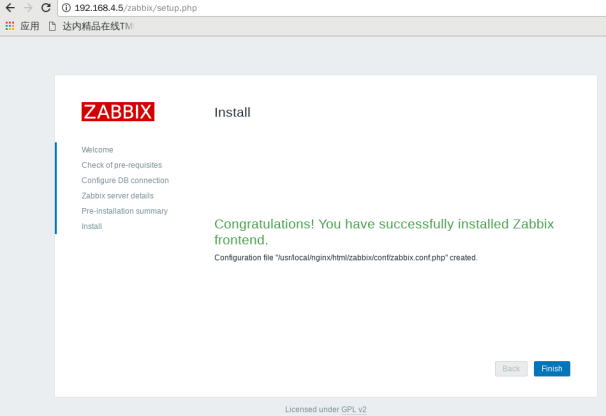 192.168.4.5/zabbix/setup.php
应用 达内精品在线TM
ZABBIX
Install
Welcome
Check of pre-requisites
Configure DB connection
Zabbix server details
Pre-installation summary
Install
Congratulations! You have successfully installed Zabbix
frontend.
Configuration file "/usr/local/nginx/html/zabbix/conf/zabbix.conf.php" created.
Back Finish
Licensed under GPL v2